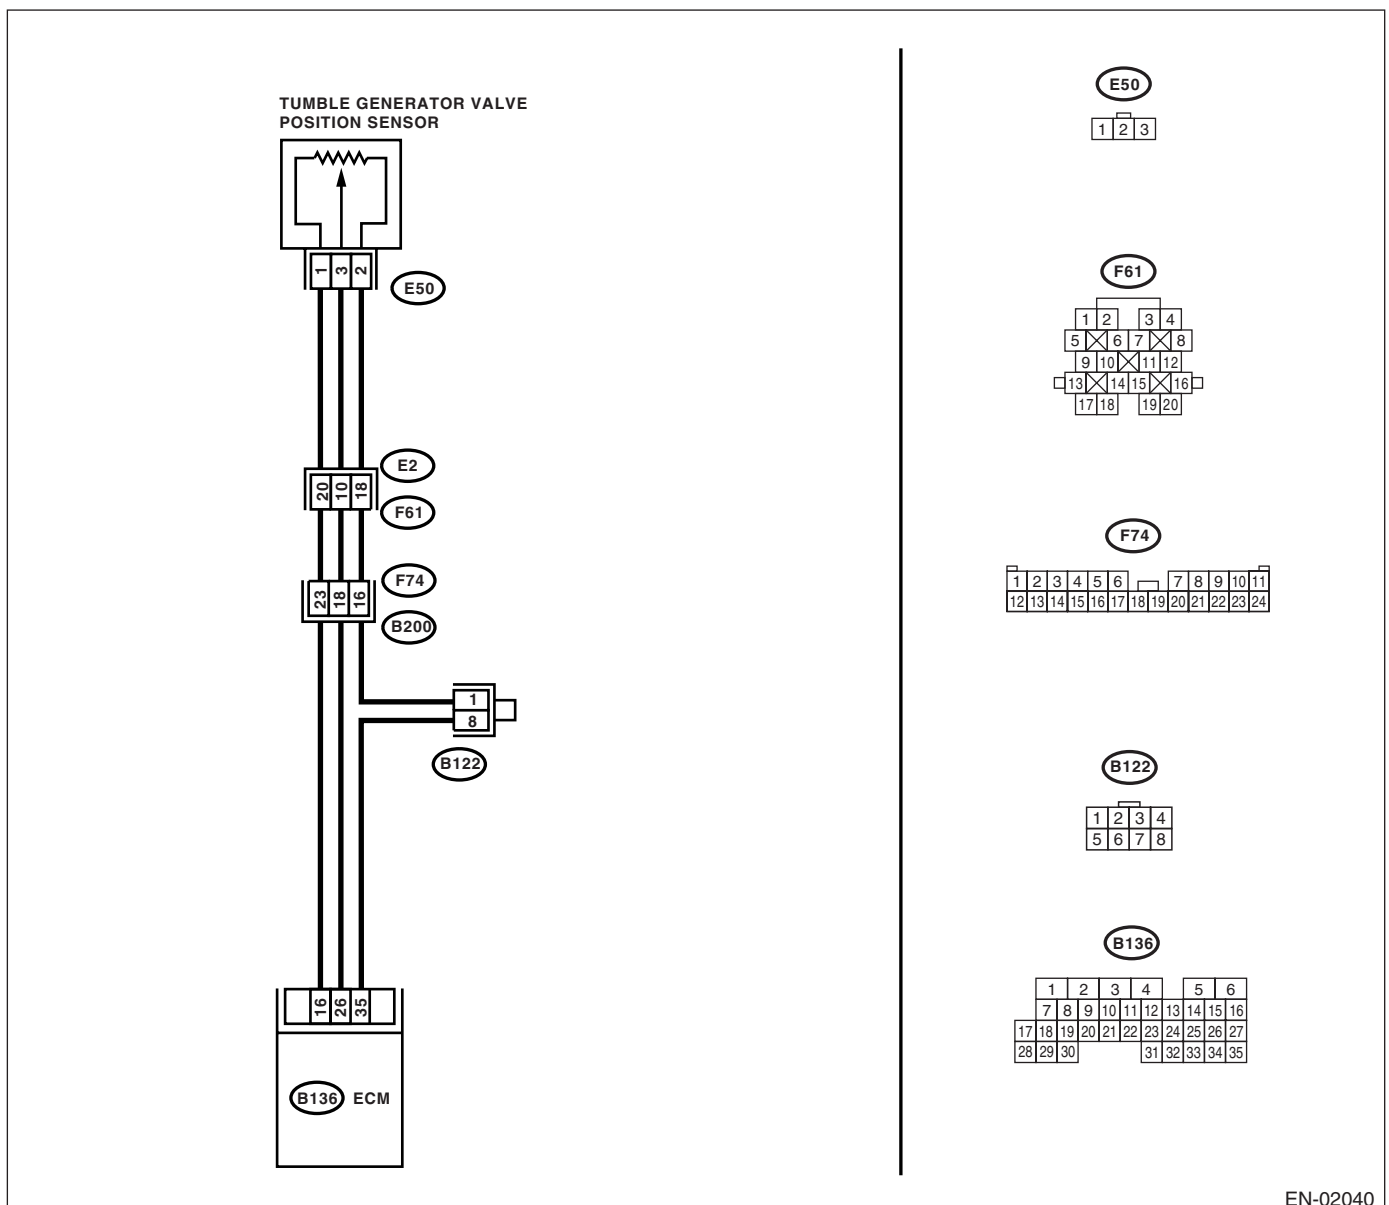 TUMBLE GENERATOR VALVE
POSITION SENSOR
1 3 2
E50
E2
20 10 18
F61
F74
23 18 16
B200
1
8
B122
16 26 35
B136 ECM
E50
1 2 3
F61
1 2 3 4
5 6 7 8
9 10 11 12
13 14 15 16
17 18 19 20
F74
1 2 3 4 5 6 7 8 9 10 11
12 13 14 15 16 17 18 19 20 21 22 23 24
B122
1 2 3 4
5 6 7 8
B136
1 2 3 4 5 6
7 8 9 10 11 12 13 14 15 16
17 18 19 20 21 22 23 24 25 26 27
28 29 30 31 32 33 34 35
EN-02040